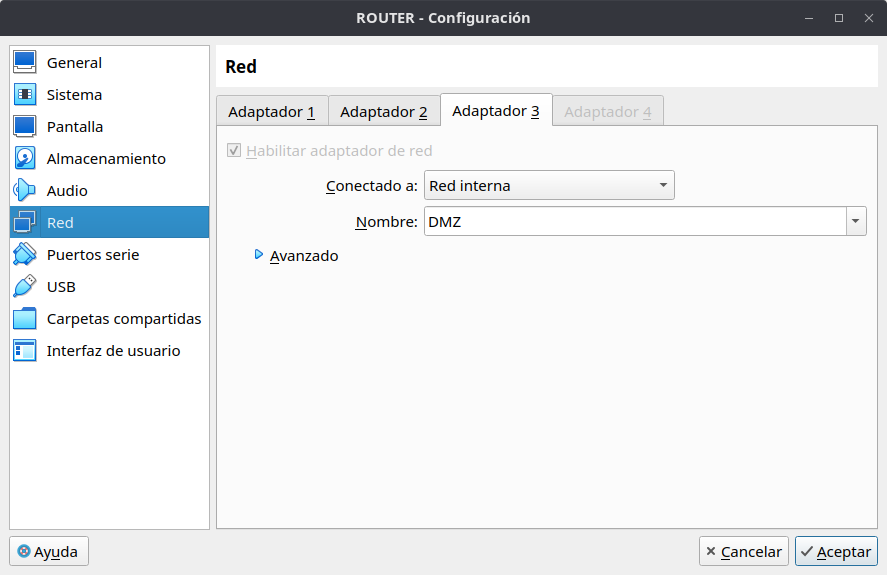 ROUTER - Configuración
General
Sistema
Pantalla
Almacenamiento
Audio
Red
Puertos serie
USB
Carpetas compartidas
Interfaz de usuario
Red
Adaptador 1 Adaptador 2 Adaptador 3 Adaptador 4
Habilitar adaptador de red
Conectado a: Red interna
Nombre: DMZ
Avanzado
Ayuda Cancelar Aceptar